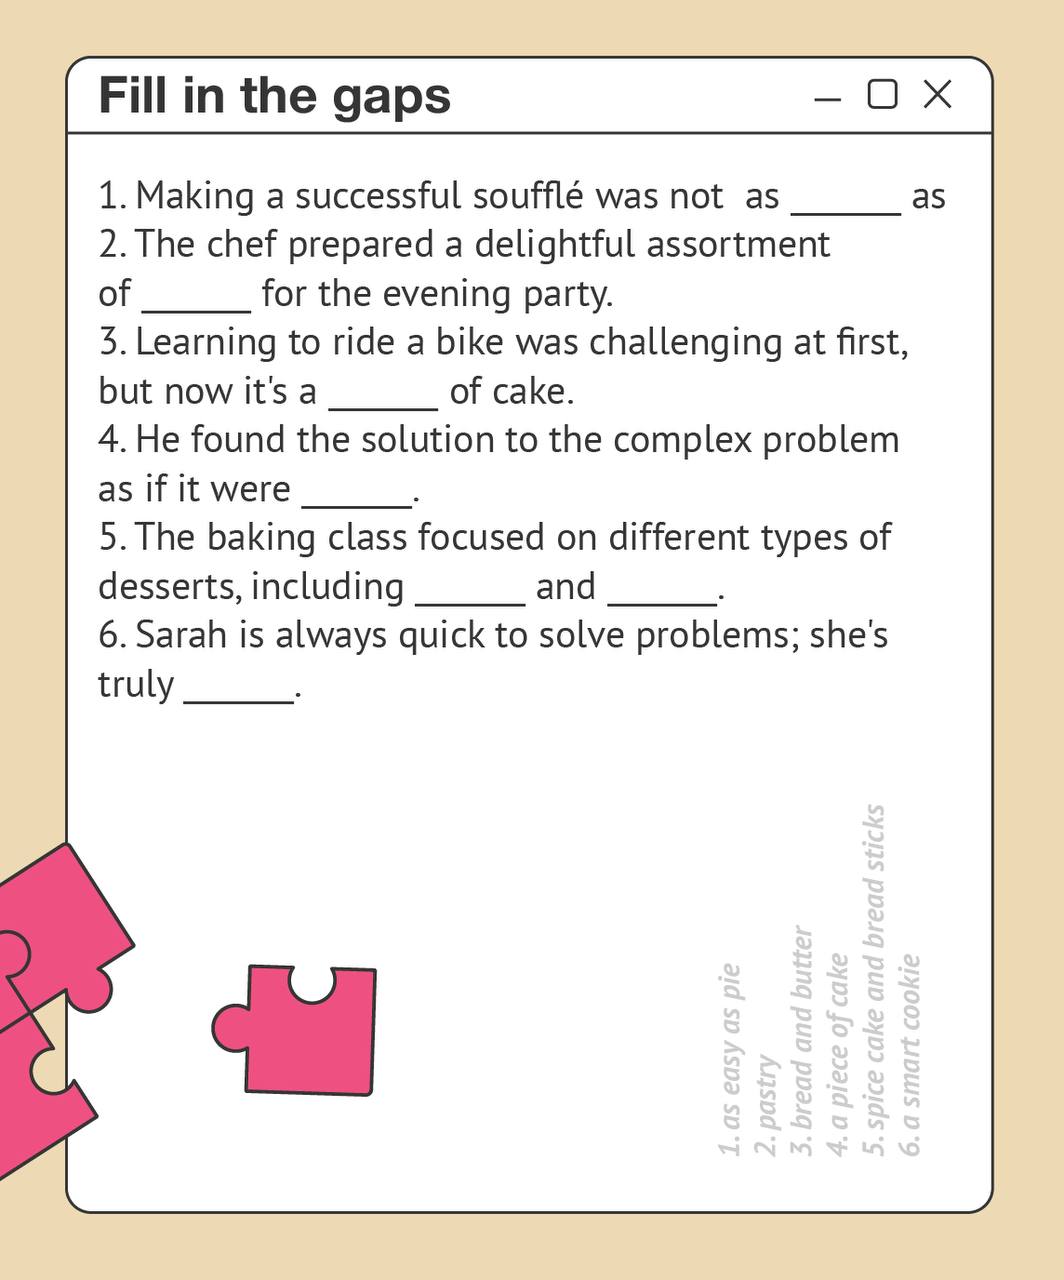 Fill in the gaps
1. Making a successful soufflé was not  as ______ as
2. The chef prepared a delightful assortment
of ______ for the evening party.
3. Learning to ride a bike was challenging at first,
but now it's a ______ of cake.
4. He found the solution to the complex problem
as if it were ______.
5. The baking class focused on different types of
desserts, including ______ and ______.
6. Sarah is always quick to solve problems; she's
truly ______.
1. as easy as pie
2. pastry
3. bread and butter
4. a piece of cake
5. spice cake and bread sticks
6. a smart cookie